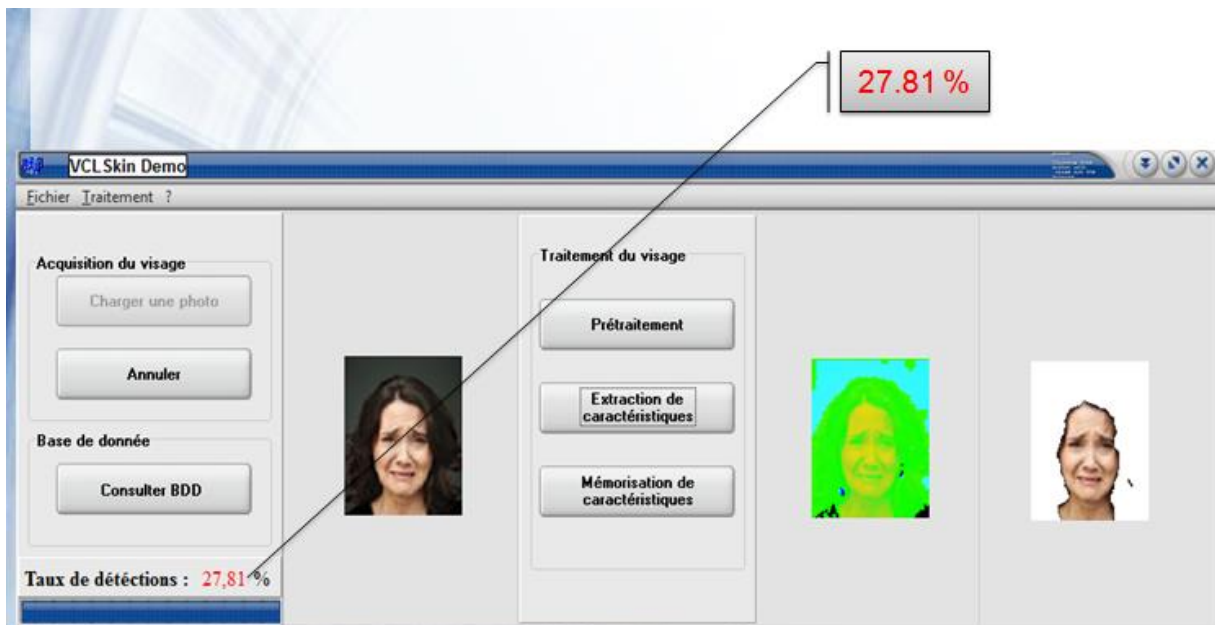 27.81 %
VCLSkin Demo
Fichier Traitement ?
Acquisition du visage
Charger une photo
Annuler
Base de donnée
Consulter BDD
Taux de détéctions : 27,81 %
Traitement du visage
Prétraitement
Extraction de
caractéristiques
Mémorisation de
caractéristiques